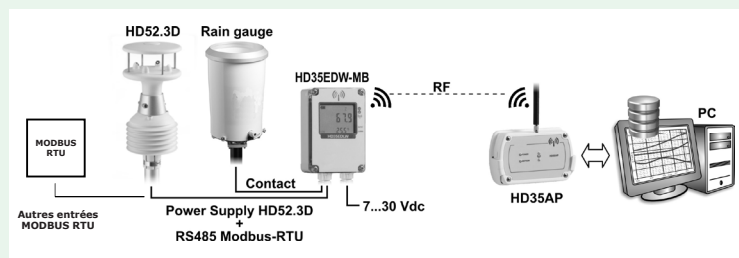 HD52.3D
Rain gauge
HD35EDW-MB
RF
PC
MODBUS
RTU
Contact
HD35AP
Autres entrées
MODBUS RTU
Power Supply HD52.3D
+
RS485 Modbus-RTU
7...30 Vdc